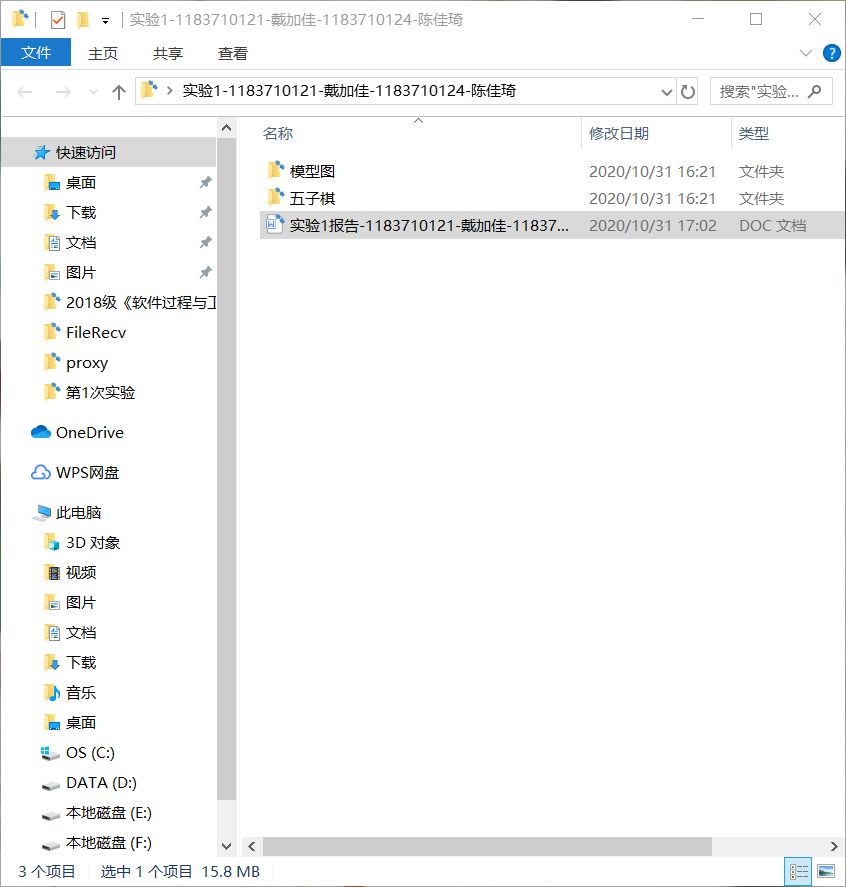 实验1-1183710121-戴加佳-1183710124-陈佳琦
文件 主页 共享 查看
实验1-1183710121-戴加佳-1183710124-陈佳琦
搜索"实验...
名称 修改日期 类型
模型图 2020/10/31 16:21 文件夹
五子棋 2020/10/31 16:21 文件夹
实验1报告-1183710121-戴加佳-11837... 2020/10/31 17:02 DOC 文档
快速访问
桌面
下载
文档
图片
2018级《软件过程与工
FileRecv
proxy
第1次实验
OneDrive
WPS网盘
此电脑
3D 对象
视频
图片
文档
下载
音乐
桌面
OS (C:)
DATA (D:)
本地磁盘 (E:)
本地磁盘 (F:)
3 个项目 选中 1 个项目 15.8 MB